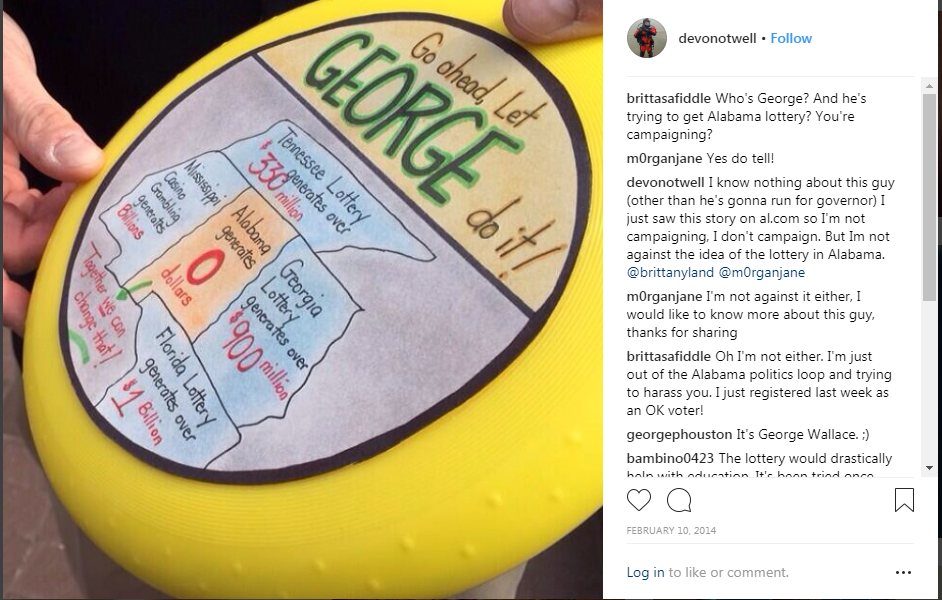 Go ahead, Let
GEORGE
do it!
Tennessee Lottery
generates over
$330 million
Mississippi
Casino
Gambling
generates
Billions
Alabama
generates
0
dollars
Georgia
Lottery
generates over
$900 million
Together we can
change that!
Florida Lottery
generates over
$1 Billion
devonotwell • Follow
brittasafiddle Who's George? And he's
trying to get Alabama lottery? You're
campaigning?
m0rganjane Yes do tell!
devonotwell I know nothing about this guy
(other than he's gonna run for governor) I
just saw this story on al.com so I'm not
campaigning, I don't campaign. But Im not
against the idea of the lottery in Alabama.
@brittanyland @m0rganjane
m0rganjane I'm not against it either, I
would like to know more about this guy,
thanks for sharing
brittasafiddle Oh I'm not either. I'm just
out of the Alabama politics loop and trying
to harass you. I just registered last week as
an OK voter!
georgephouston It's George Wallace. ;)
bambino0423 The lottery would drastically
help with education. It's been tried once
FEBRUARY 10, 2014
Log in to like or comment.